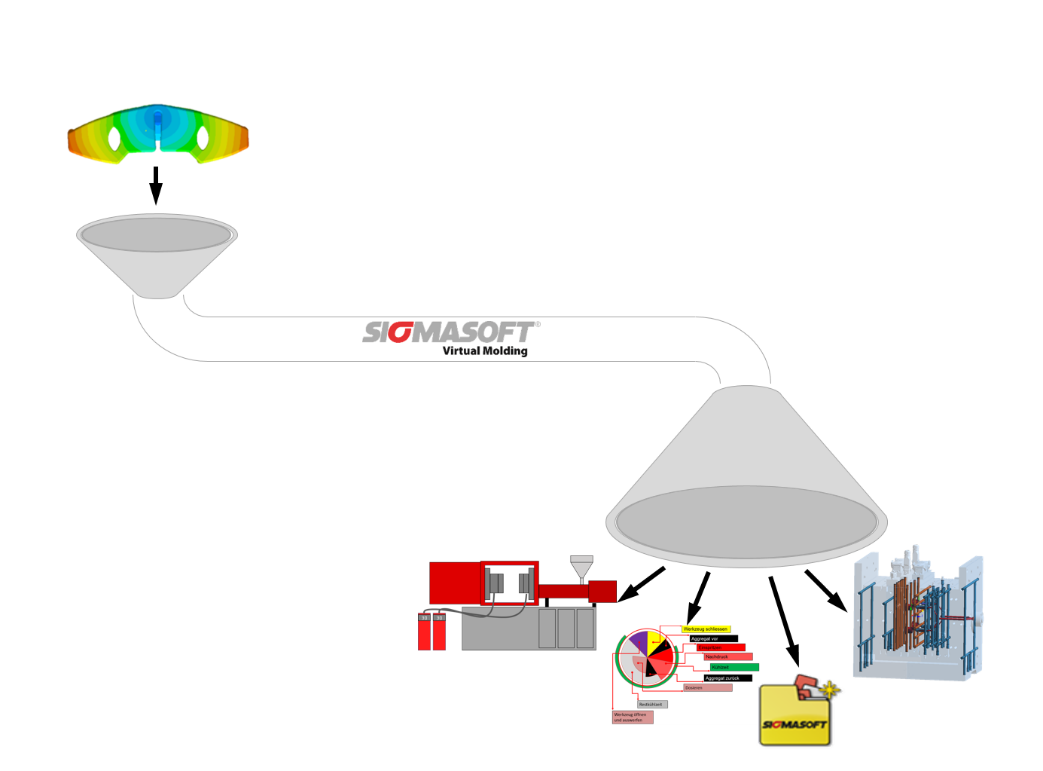 SIGMASOFT®
Virtual Molding
Werkzeug schliessen
Aggregat vor
Einspritzen
Nachdruck
Kühlzeit
Aggregat zurück
Dosieren
Restkühlzeit
Werkzeug öffnen
und auswerfen
SIGMASOFT